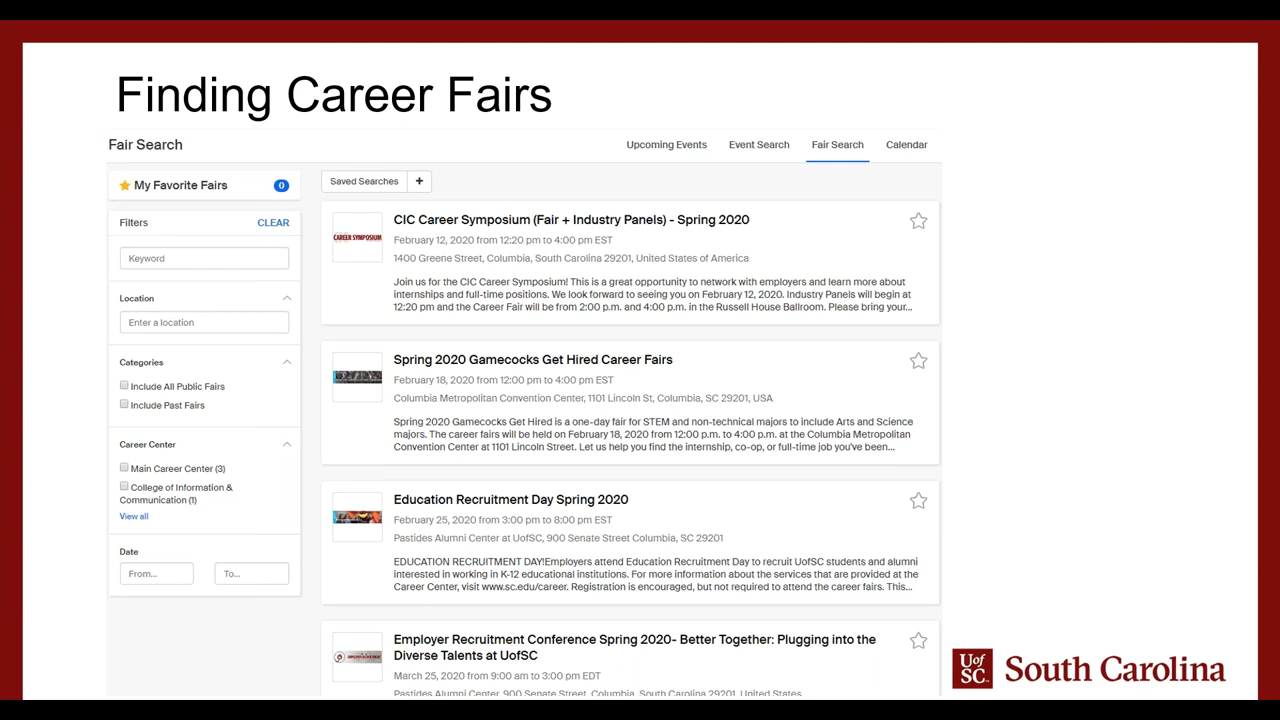 Finding Career Fairs
Fair Search
Upcoming Events
Event Search
Fair Search
Calendar
My Favorite Fairs
0
Filters
CLEAR
Keyword
Location
Enter a location
Categories
Include All Public Fairs
Include Past Fairs
Career Center
Main Career Center (3)
College of Information &
Communication (1)
View all
Date
From...
To...
Saved Searches
+
CAREER SYMPOSIUM
CIC Career Symposium (Fair + Industry Panels) - Spring 2020
February 12, 2020 from 12:20 pm to 4:00 pm EST
1400 Greene Street, Columbia, South Carolina 29201, United States of America
Join us for the CIC Career Symposium! This is a great opportunity to network with employers and learn more about
internships and full-time positions. We look forward to seeing you on February 12, 2020. Industry Panels will begin at
12:20 pm and the Career Fair will be from 2:00 p.m. and 4:00 p.m. in the Russell House Ballroom. Please bring your...
Spring 2020 Gamecocks Get Hired Career Fairs
February 18, 2020 from 12:00 pm to 4:00 pm EST
Columbia Metropolitan Convention Center, 1101 Lincoln St, Columbia, SC 29201, USA
Spring 2020 Gamecocks Get Hired is a one-day fair for STEM and non-technical majors to include Arts and Science
majors. The career fairs will be held on February 18, 2020 from 12:00 p.m. to 4:00 p.m. at the Columbia Metropolitan
Convention Center at 1101 Lincoln Street. Let us help you find the internship, co-op, or full-time job you've been...
Education Recruitment Day Spring 2020
February 25, 2020 from 3:00 pm to 8:00 pm EST
Pastides Alumni Center at UofSC, 900 Senate Street Columbia, SC 29201
EDUCATION RECRUITMENT DAY!Employers attend Education Recruitment Day to recruit UofSC students and alumni
interested in working in K-12 educational institutions. For more information about the services that are provided at the
Career Center, visit www.sc.edu/career. Registration is encouraged, but not required to attend the career fairs. This...
Employer Recruitment Conference Spring 2020- Better Together: Plugging into the
Diverse Talents at UofSC
March 25, 2020 from 9:00 am to 3:00 pm EDT
Pastides Alumni Center, 900 Senate Street, Columbia, South Carolina 29201, United States
UofSC
South Carolina